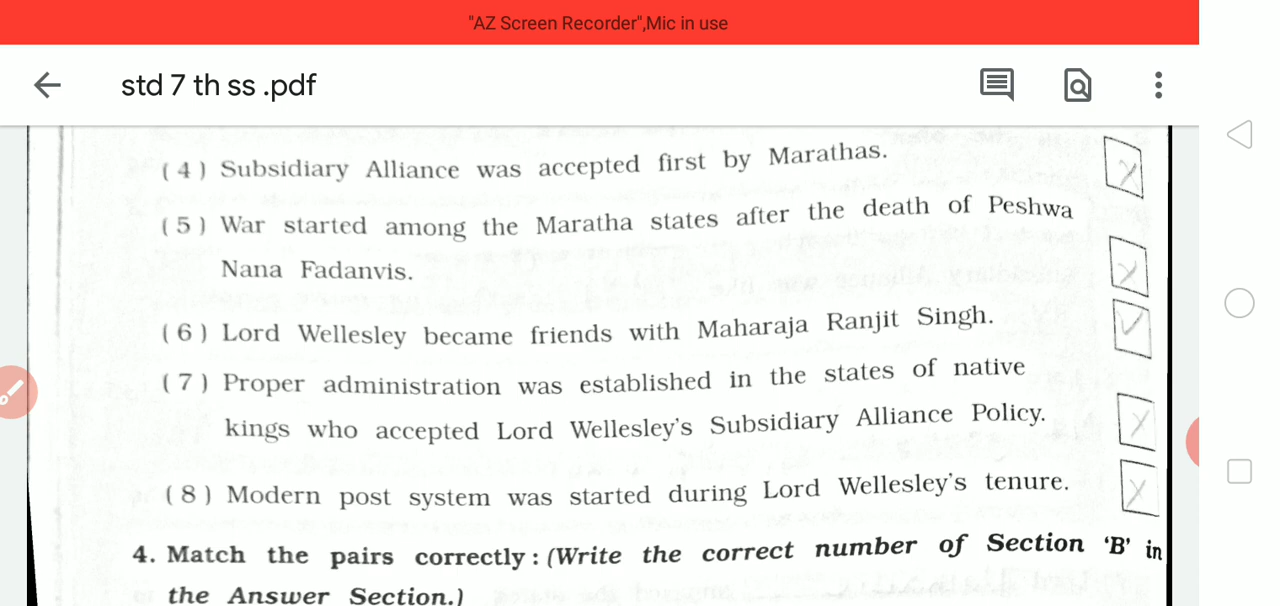 "AZ Screen Recorder",Mic in use
std 7 th ss .pdf
( 4 ) Subsidiary Alliance was accepted first by Marathas.
( 5 ) War started among the Maratha states after the death of Peshwa
Nana Fadanvis.
( 6 ) Lord Wellesley became friends with Maharaja Ranjit Singh.
( 7 ) Proper administration was established in the states of native
kings who accepted Lord Wellesley's Subsidiary Alliance Policy.
( 8 ) Modern post system was started during Lord Wellesley's tenure.
4. Match the pairs correctly : (Write the correct number of Section 'B' in
the Answer Section.)